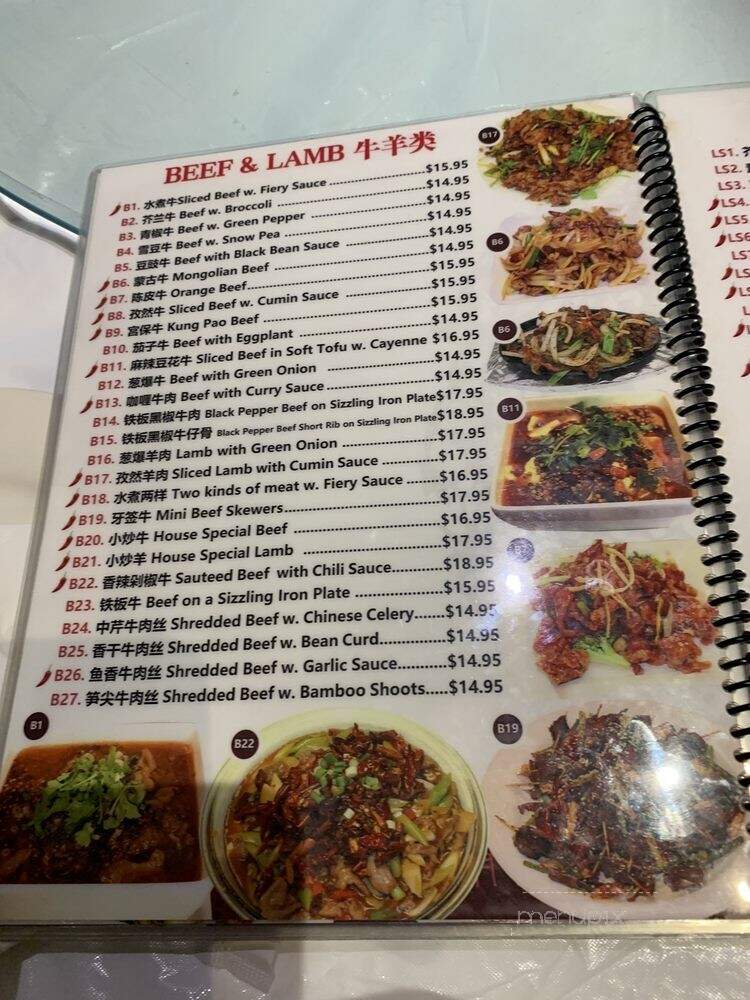 BEEF & LAMB 牛羊类
B1. 水煮牛Sliced Beef w. Fiery Sauce ........................$15.95
B2. 芥兰牛 Beef w. Broccoli ........................$14.95
B3. 青椒牛 Beef w. Green Pepper ........................$14.95
B4. 雪豆牛 Beef w. Snow Pea ........................$14.95
B5. 豆豉牛 Beef with Black Bean Sauce ........................$14.95
B6. 蒙古牛 Mongolian Beef ........................$14.95
B7. 陈皮牛 Orange Beef........................$15.95
B8. 孜然牛 Sliced Beef w. Cumin Sauce ........................$15.95
B9. 宫保牛 Kung Pao Beef ........................$15.95
B10. 茄子牛 Beef with Eggplant ........................$14.95
B11. 麻辣豆花牛 Sliced Beef in Soft Tofu w. Cayenne $16.95
B12. 葱爆牛 Beef with Green Onion ........................$14.95
B13. 咖喱牛肉 Beef with Curry Sauce........................$14.95
B14. 铁板黑椒牛肉 Black Pepper Beef on Sizzling Iron Plate$17.95
B15. 铁板黑椒牛仔骨 Black Pepper Beef Short Rib on Sizzling Iron Plate$18.95
B16. 葱爆羊肉 Lamb with Green Onion ........................$17.95
B17. 孜然羊肉 Sliced Lamb with Cumin Sauce ........................$17.95
B18. 水煮两样 Two kinds of meat w. Fiery Sauce ............$16.95
B19. 牙签牛 Mini Beef Skewers........................$17.95
B20. 小炒牛 House Special Beef ........................$16.95
B21. 小炒羊 House Special Lamb ........................$17.95
B22. 香辣剁椒牛 Sauteed Beef with Chili Sauce............$18.95
B23. 铁板牛 Beef on a Sizzling Iron Plate ..................$15.95
B24. 中芹牛肉丝 Shredded Beef w. Chinese Celery.......$14.95
B25. 香干牛肉丝 Shredded Beef w. Bean Curd...............$14.95
B26. 鱼香牛肉丝 Shredded Beef w. Garlic Sauce...........$14.95
B27. 笋尖牛肉丝 Shredded Beef w. Bamboo Shoots.....$14.95
B17
B6
B6
B11
B1
B22
B19
LS1. 芥
LS2.
LS3.
LS4.
LS5
LS6
menupix